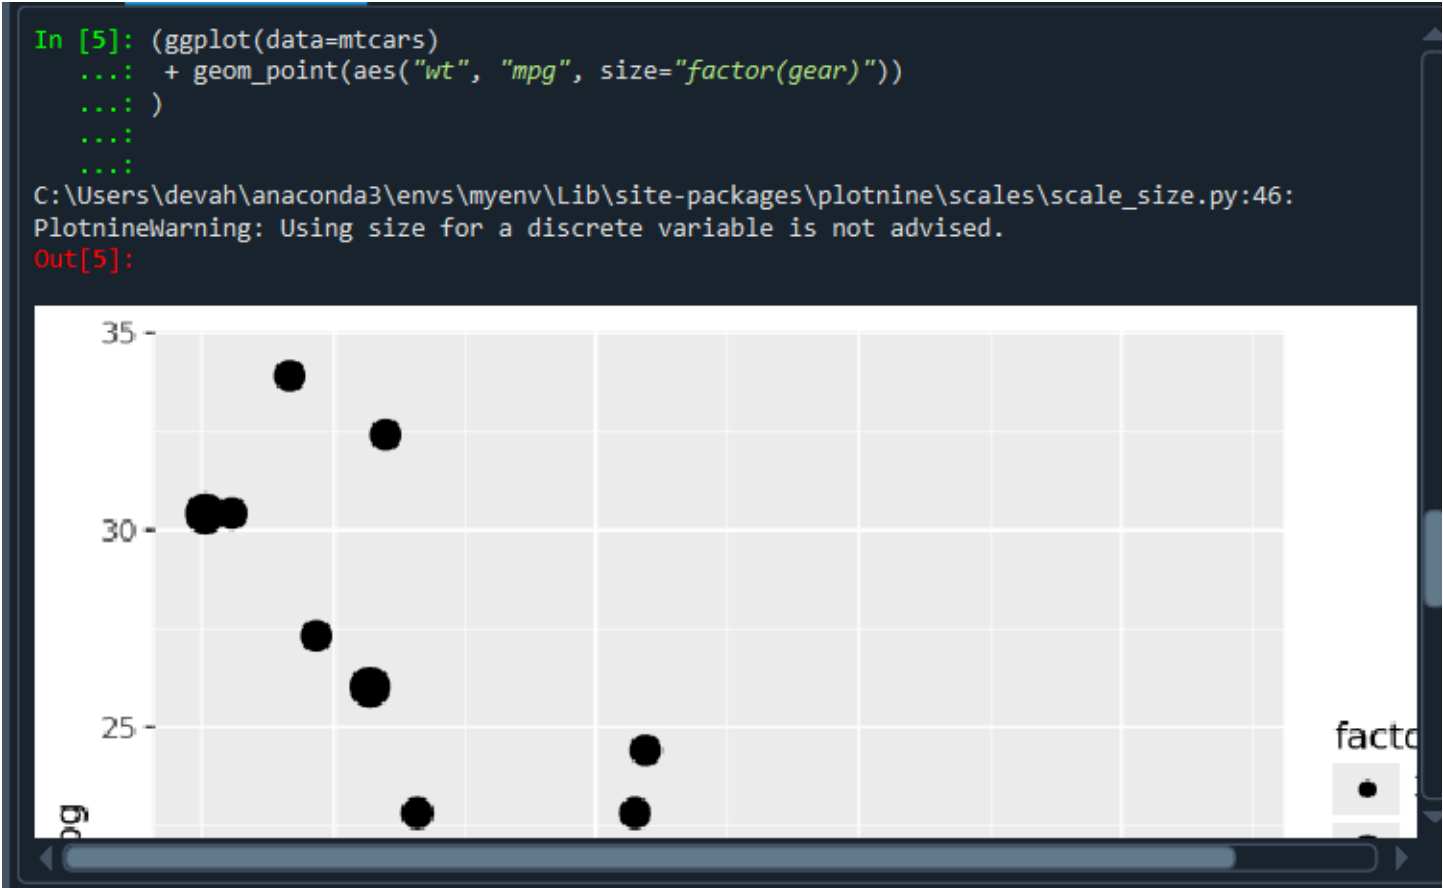 In [5]: (ggplot(data=mtcars)
...: + geom_point(aes("wt", "mpg", size="factor(gear)"))
...: )
...:
...:
C:\Users\devah\anaconda3\envs\myenv\Lib\site-packages\plotnine\scales\scale_size.py:46:
PlotnineWarning: Using size for a discrete variable is not advised.
Out[5]:
35
30
25